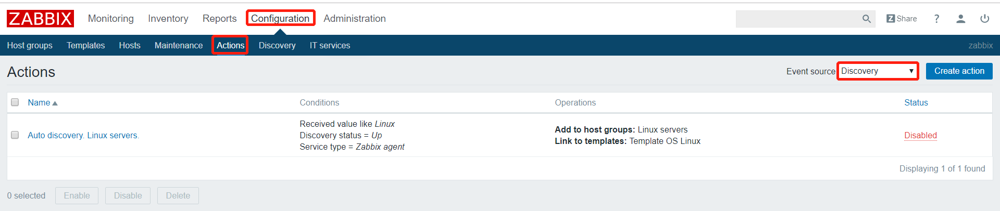 ZABBIX Monitoring Inventory Reports Configuration Administration Z Share ?
Host groups Templates Hosts Maintenance Actions Discovery IT services zabbix
Actions Event source Discovery Create action
Name Conditions Operations Status
Auto discovery. Linux servers.
Received value like Linux
Discovery status = Up
Service type = Zabbix agent
Add to host groups: Linux servers
Link to templates: Template OS Linux
Disabled
Displaying 1 of 1 found
0 selected Enable Disable Delete